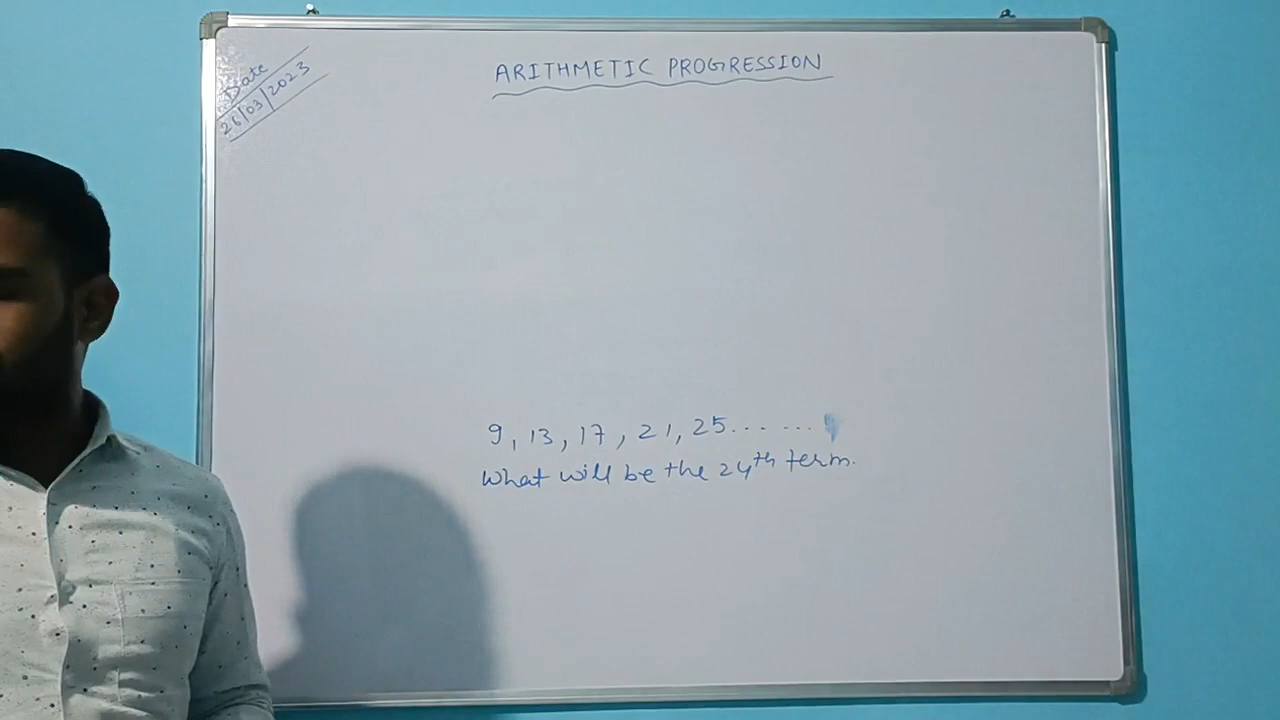 Date
26/03/2023
ARITHMETIC PROGRESSION
9, 13, 17, 21, 25.......
What will be the 24th term.